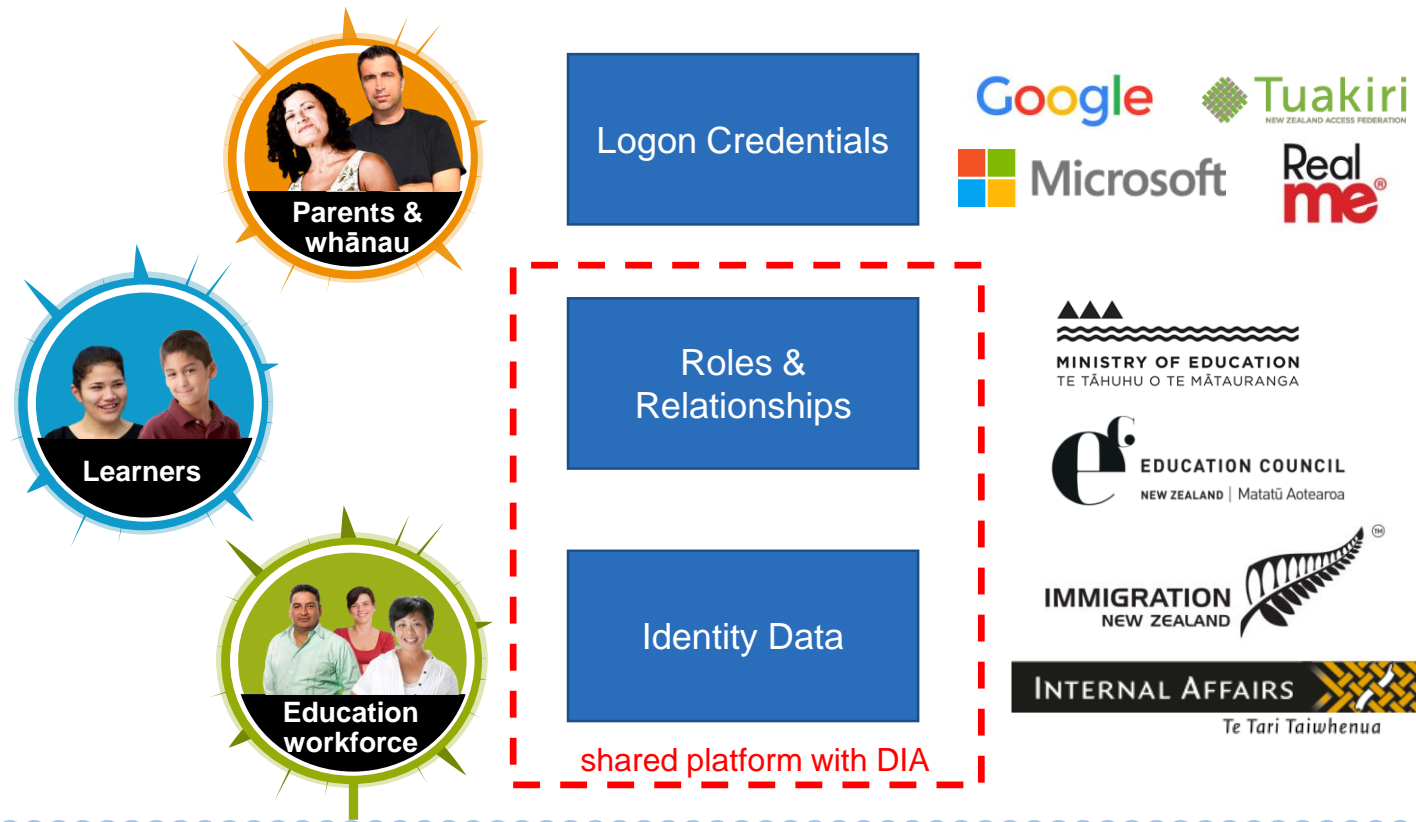 Parents &
whānau
Learners
Education
workforce
Logon Credentials
Roles &
Relationships
Identity Data
shared platform with DIA
Google
Tuakiri
NEW ZEALAND ACCESS FEDERATION
Microsoft
Real
me®
MINISTRY OF EDUCATION
TE TĀHUHU O TE MĀTAURANGA
ec
EDUCATION COUNCIL
NEW ZEALAND | Matatū Aotearoa
TM
IMMIGRATION
NEW ZEALAND
INTERNAL AFFAIRS
Te Tari Taiwhenua